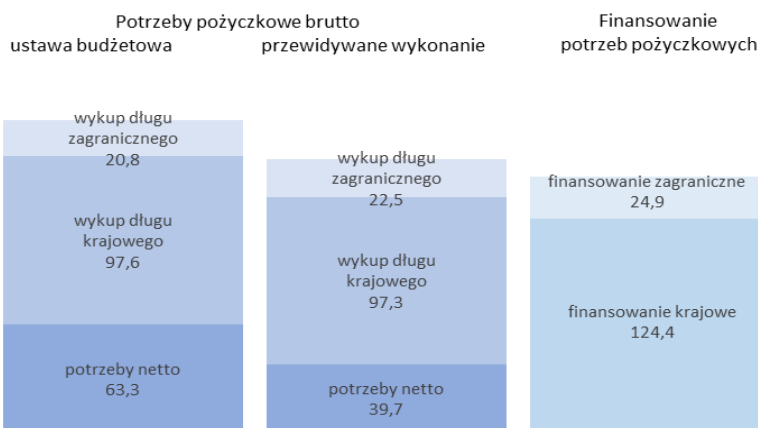 Potrzeby pożyczkowe brutto
ustawa budżetowa
przewidywane wykonanie
Finansowanie
potrzeb pożyczkowych
wykup długu
zagranicznego
20,8
wykup długu
krajowego
97,6
potrzeby netto
63,3
wykup długu
zagranicznego
22,5
wykup długu
krajowego
97,3
potrzeby netto
39,7
finansowanie zagraniczne
24,9
finansowanie krajowe
124,4